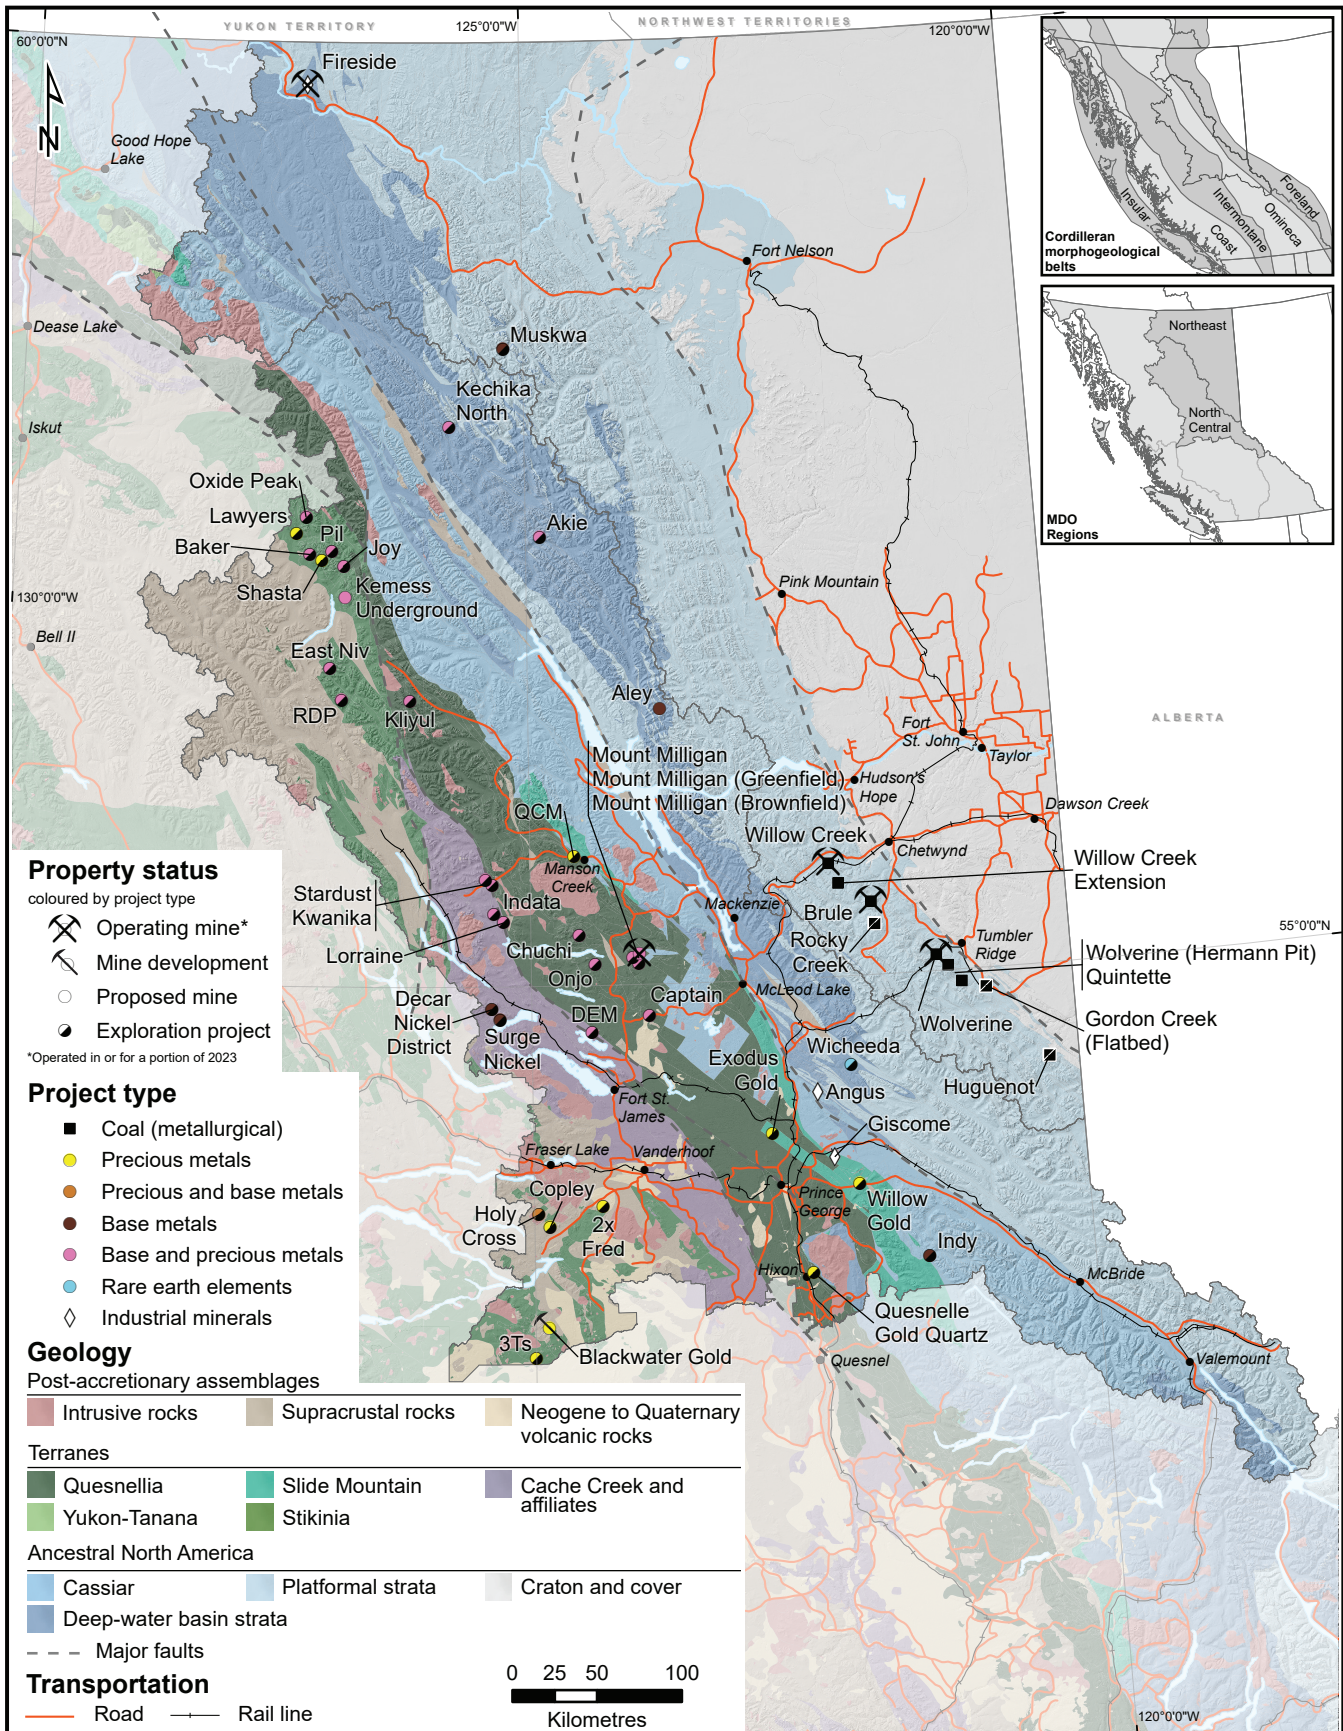 YUKON TERRITORY
NORTHWEST TERRITORIES
60°0'0"N
125°0'0"W
120°0'0"W
N
Fireside
Good Hope
Lake
Fort Nelson
Dease Lake
Muskwa
Kechika
North
Iskut
Oxide Peak
Lawyers
Pil
Akie
Baker
Joy
Shasta
Kemess
Underground
Pink Mountain
130°0'0"W
Bell II
East Niv
RDP
Kliyul
Aley
ALBERTA
Fort
St. John
Taylor
Mount Milligan
Mount Milligan (Greenfield)
Mount Milligan (Brownfield)
Hudson's
Hope
Dawson Creek
QCM
Willow Creek
Chetwynd
Manson
Creek
Willow Creek
Extension
Stardust
Kwanika
Indata
Mackenzie
Brule
Rocky
Creek
Tumbler
Ridge
55°0'0"N
Lorraine
Chuchi
Onjo
Wolverine (Hermann Pit)
Quintette
McLeod Lake
Captain
Decar
Nickel
District
DEM
Wolverine
Gordon Creek
(Flatbed)
Surge
Nickel
Exodus
Gold
Wicheeda
Huguenot
Angus
Fort St.
James
Giscome
Fraser Lake
Vanderhoof
Copley
Prince
George
Willow
Gold
Holy
Cross
2x
Fred
Indy
Hixon
McBride
Quesnelle
Gold Quartz
3Ts
Blackwater Gold
Quesnel
Valemount
120°0'0"W
Insular
Coast
Intermontane
Omineca
Foreland
Cordilleran
morphogeological
belts
Northeast
North
Central
MDO
Regions
Property status
coloured by project type
Operating mine*
Mine development
Proposed mine
Exploration project
*Operated in or for a portion of 2023
Project type
Coal (metallurgical)
Precious metals
Precious and base metals
Base metals
Base and precious metals
Rare earth elements
Industrial minerals
Geology
Post-accretionary assemblages
Intrusive rocks
Supracrustal rocks
Neogene to Quaternary
volcanic rocks
Terranes
Quesnellia
Slide Mountain
Cache Creek and
affiliates
Yukon-Tanana
Stikinia
Ancestral North America
Cassiar
Platformal strata
Craton and cover
Deep-water basin strata
Major faults
Transportation
Road
Rail line
0 25 50 100
Kilometres